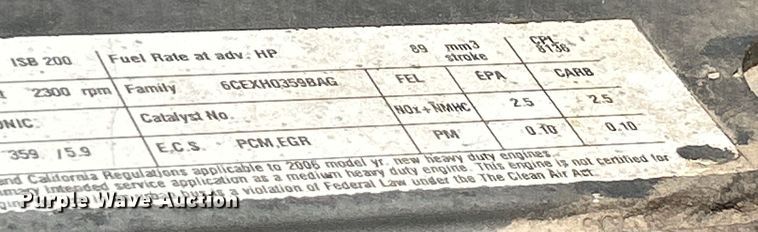 ISB 200 Fuel Rate at adv. HP 89 mm3 stroke CPL 8136
2300 rpm Family 6CEXH0359BAG FEL EPA CARB
ONIC Catalyst No. NOx+NMHC 2.5 2.5
359 /5.9 E.C.S. PCM,EGR PM 0.10 0.10
and California Regulations applicable to 2006 model yr. new heavy duty engines.
mary intended service application as a medium heavy duty engine. This engine is not certified for
is a violation of Federal Law under the The Clean Air Act
Purple Wave Auction